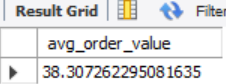 Result Grid Filter
avg_order_value
38.307262295081635